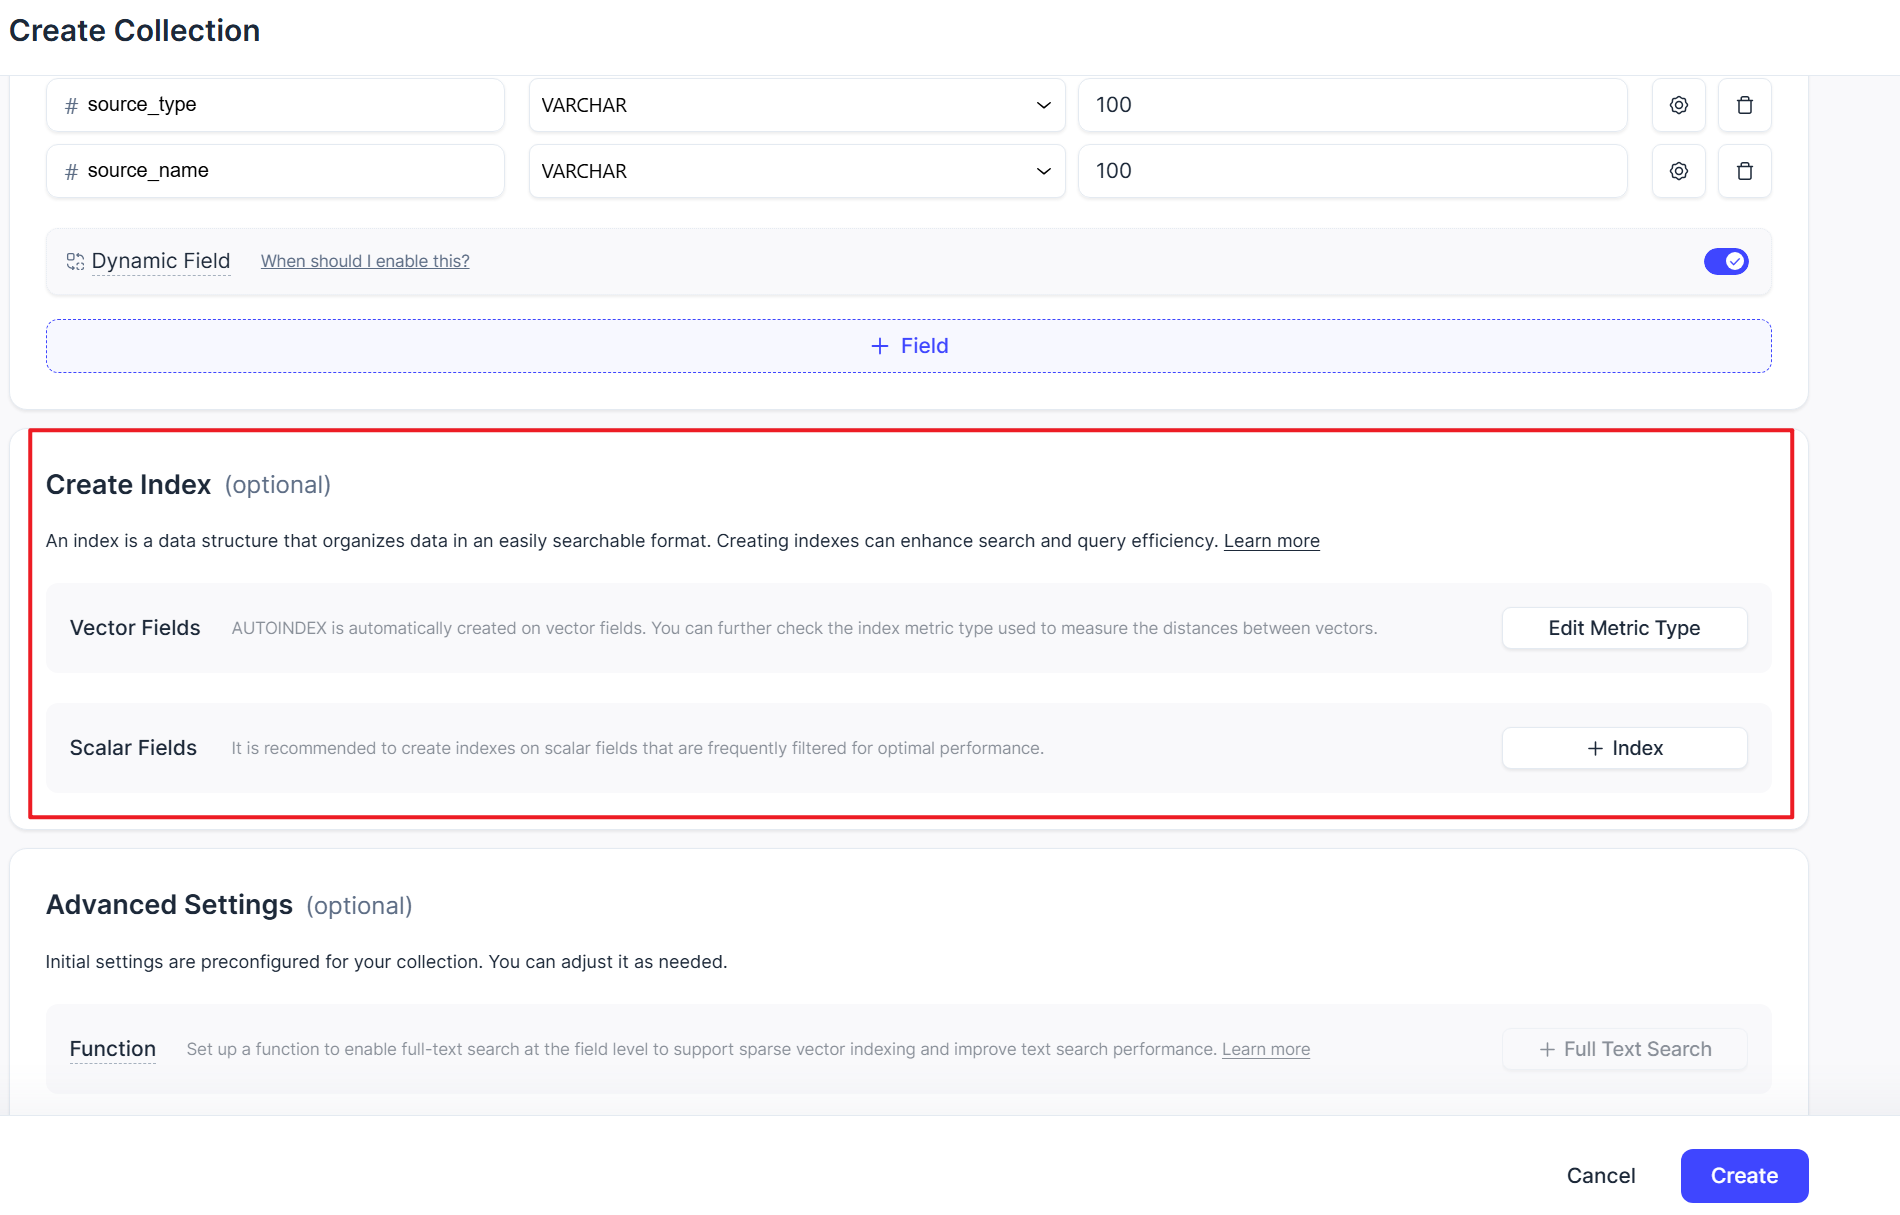 Create Collection
# source_type VARCHAR 100
# source_name VARCHAR 100
Dynamic Field When should I enable this?
+ Field
Create Index (optional)
An index is a data structure that organizes data in an easily searchable format. Creating indexes can enhance search and query efficiency. Learn more
Vector Fields AUTOINDEX is automatically created on vector fields. You can further check the index metric type used to measure the distances between vectors. Edit Metric Type
Scalar Fields It is recommended to create indexes on scalar fields that are frequently filtered for optimal performance. + Index
Advanced Settings (optional)
Initial settings are preconfigured for your collection. You can adjust it as needed.
Function Set up a function to enable full-text search at the field level to support sparse vector indexing and improve text search performance. Learn more + Full Text Search
Cancel Create